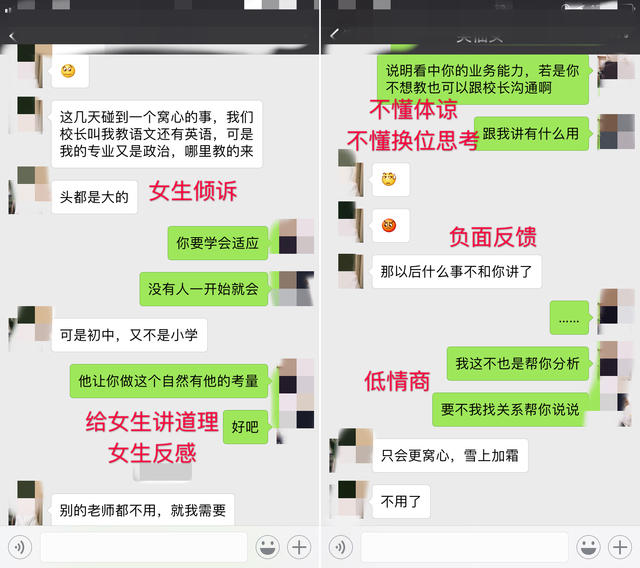 这几天碰到一个窝心的事，我们
校长叫我教语文还有英语，可是
我的专业又是政治，哪里教的来
头都是大的
女生倾诉
你要学会适应
没有人一开始就会
可是初中，又不是小学
他让你做这个自然有他的考量
给女生讲道理
好吧
女生反感
别的老师都不用，就我需要
说明看中你的业务能力，若是你
不想教也可以跟校长沟通啊
不懂体谅
跟我讲有什么用
不懂换位思考
负面反馈
那以后什么事不和你讲了
......
我这不也是帮你分析
低情商
要不我找关系帮你说说
只会更窝心，雪上加霜
不用了